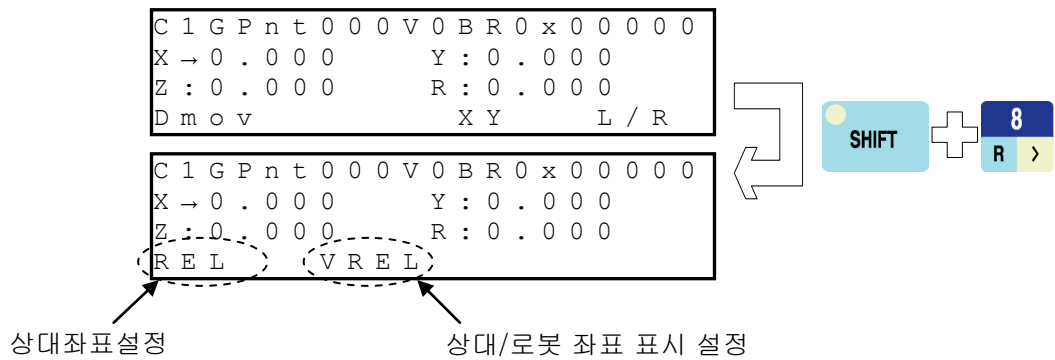 C1GPnt000V0BR0x00000
X→0.000 Y:0.000
Z:0.000 R:0.000
Dmov XY L/R
SHIFT
8
R >
C1GPnt000V0BR0x00000
X→0.000 Y:0.000
Z:0.000 R:0.000
REL VREL
상대좌표설정
상대/로봇 좌표 표시 설정